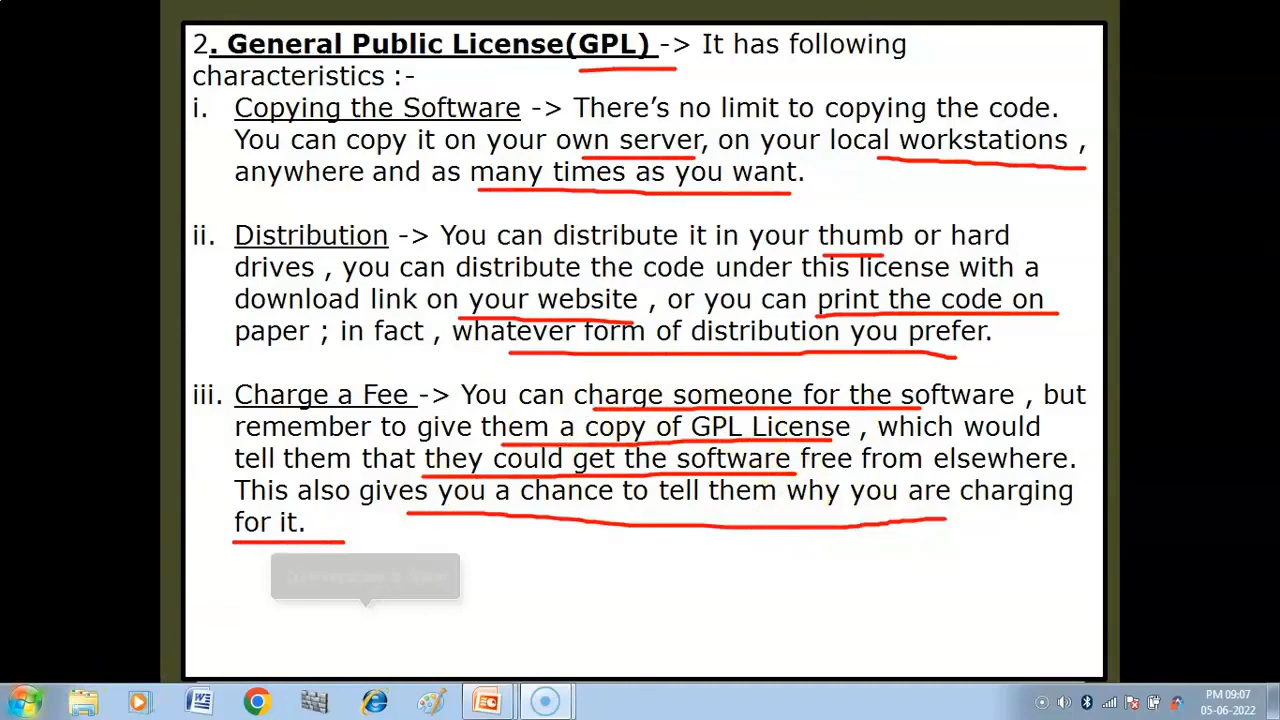 2. General Public License(GPL) -> It has following
characteristics :-
i. Copying the Software -> There’s no limit to copying the code.
You can copy it on your own server, on your local workstations ,
anywhere and as many times as you want.
ii. Distribution -> You can distribute it in your thumb or hard
drives , you can distribute the code under this license with a
download link on your website , or you can print the code on
paper ; in fact , whatever form of distribution you prefer.
iii. Charge a Fee -> You can charge someone for the software , but
remember to give them a copy of GPL License , which would
tell them that they could get the software free from elsewhere.
This also gives you a chance to tell them why you are charging
for it.
PM 09:07
05-06-2022